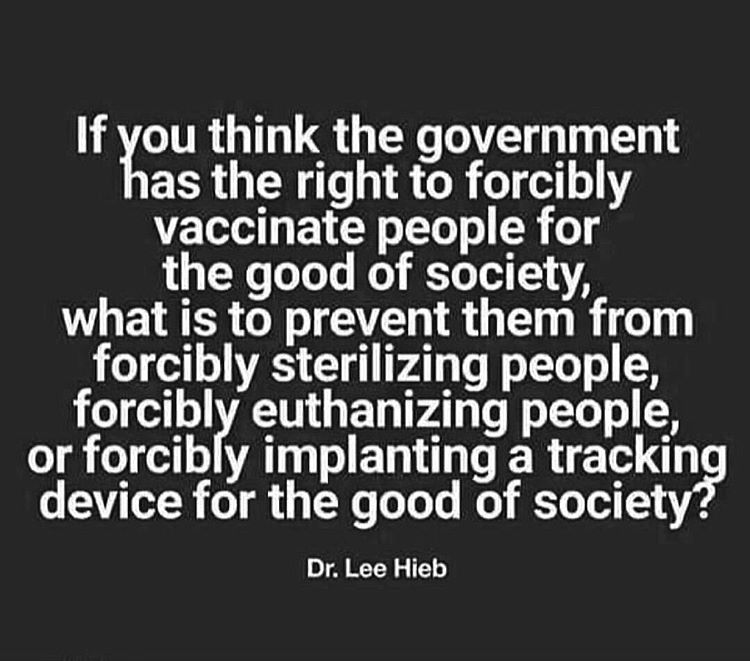 If you think the government
has the right to forcibly
vaccinate people for
the good of society,
what is to prevent them from
forcibly sterilizing people,
forcibly euthanizing people,
or forcibly implanting a tracking
device for the good of society?
Dr. Lee Hieb